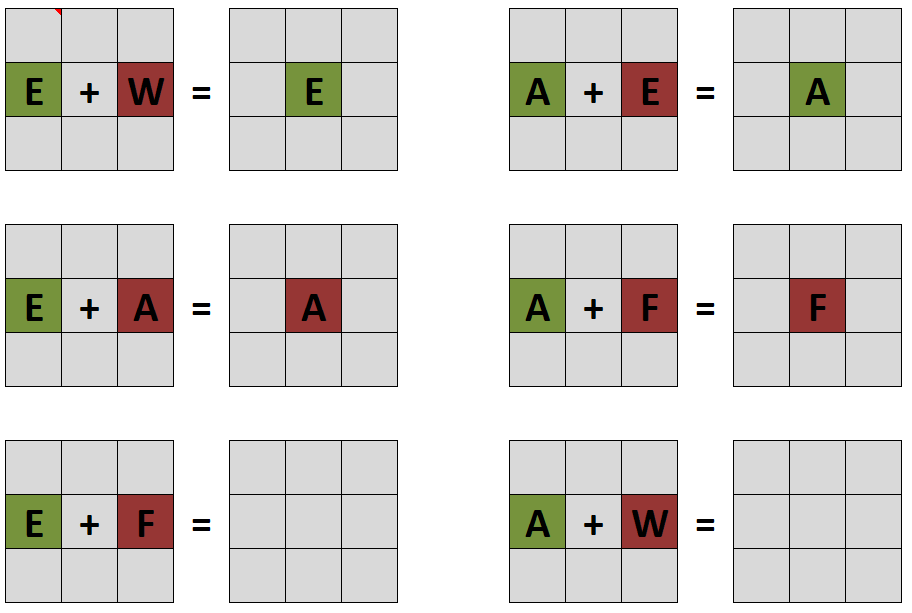 E + W = E
A + E = A
E + A = A
A + F = F
E + F =
A + W =